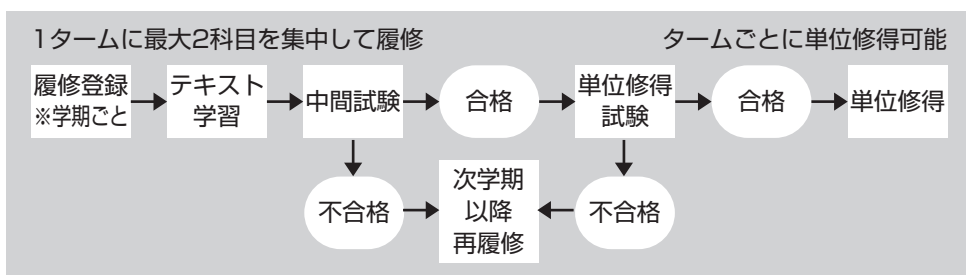 1タームに最大2科目を集中して履修
タームごとに単位修得可能
履修登録
※学期ごと
テキスト
学習
中間試験
合格
単位修得
試験
合格
単位修得
不合格
次学期
以降
再履修
不合格